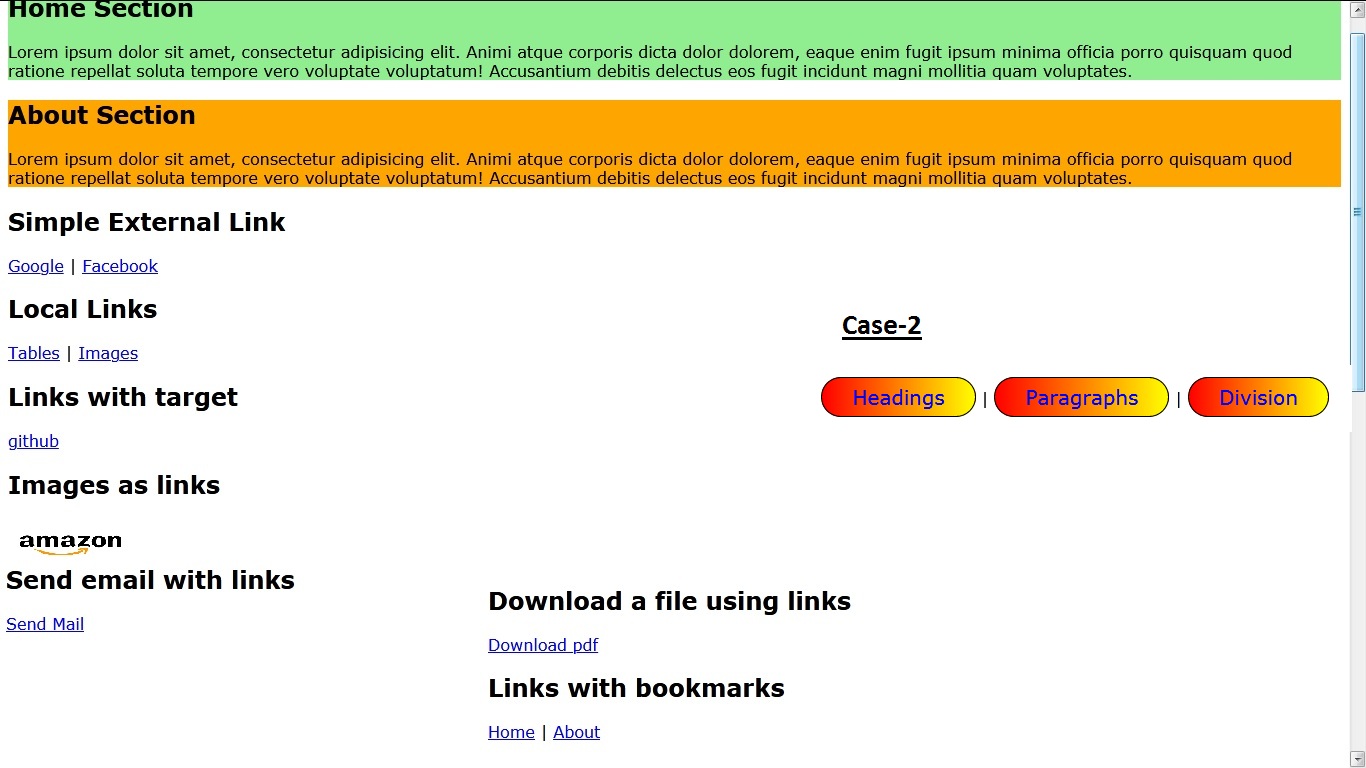 Home Section
Lorem ipsum dolor sit amet, consectetur adipisicing elit. Animi atque corporis dicta dolor dolorem, eaque enim fugit ipsum minima officia porro quisquam quod
ratione repellat soluta tempore vero voluptate voluptatum! Accusantium debitis delectus eos fugit incidunt magni mollitia quam voluptates.
About Section
Lorem ipsum dolor sit amet, consectetur adipisicing elit. Animi atque corporis dicta dolor dolorem, eaque enim fugit ipsum minima officia porro quisquam quod
ratione repellat soluta tempore vero voluptate voluptatum! Accusantium debitis delectus eos fugit incidunt magni mollitia quam voluptates.
Simple External Link
Google | Facebook
Local Links
Tables | Images
Links with target
github
Images as links
amazon
Send email with links
Send Mail
Case-2
Headings | Paragraphs | Division
Download a file using links
Download pdf
Links with bookmarks
Home | About